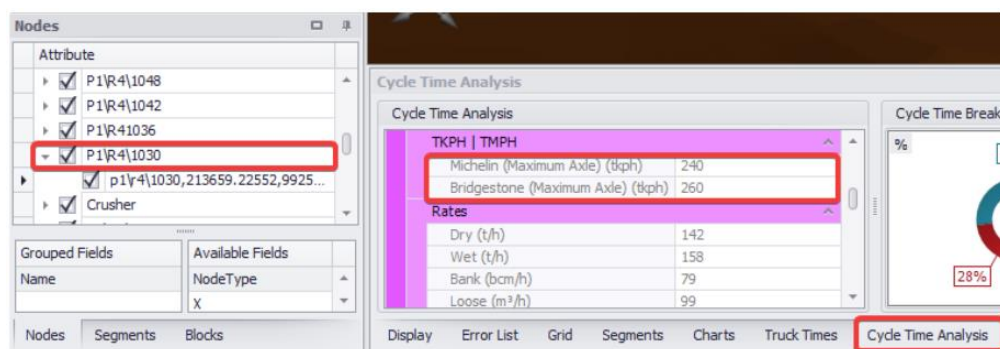 Nodes
Attribute
P1\R4\1048
P1\R4\1042
P1\R41036
P1\R4\1030
p1\r4\1030,213659.22552,9925...
Crusher
Grouped Fields
Available Fields
Name
NodeType
X
Nodes Segments Blocks
Cycle Time Analysis
Cycle Time Analysis
TKPH | TMPH
Michelin (Maximum Axle) (tkph) 240
Bridgestone (Maximum Axle) (tkph) 260
Rates
Dry (t/h) 142
Wet (t/h) 158
Bank (bcm/h) 79
Loose (m³/h) 99
Cycle Time Break
%
28%
Display Error List Grid Segments Charts Truck Times Cycle Time Analysis